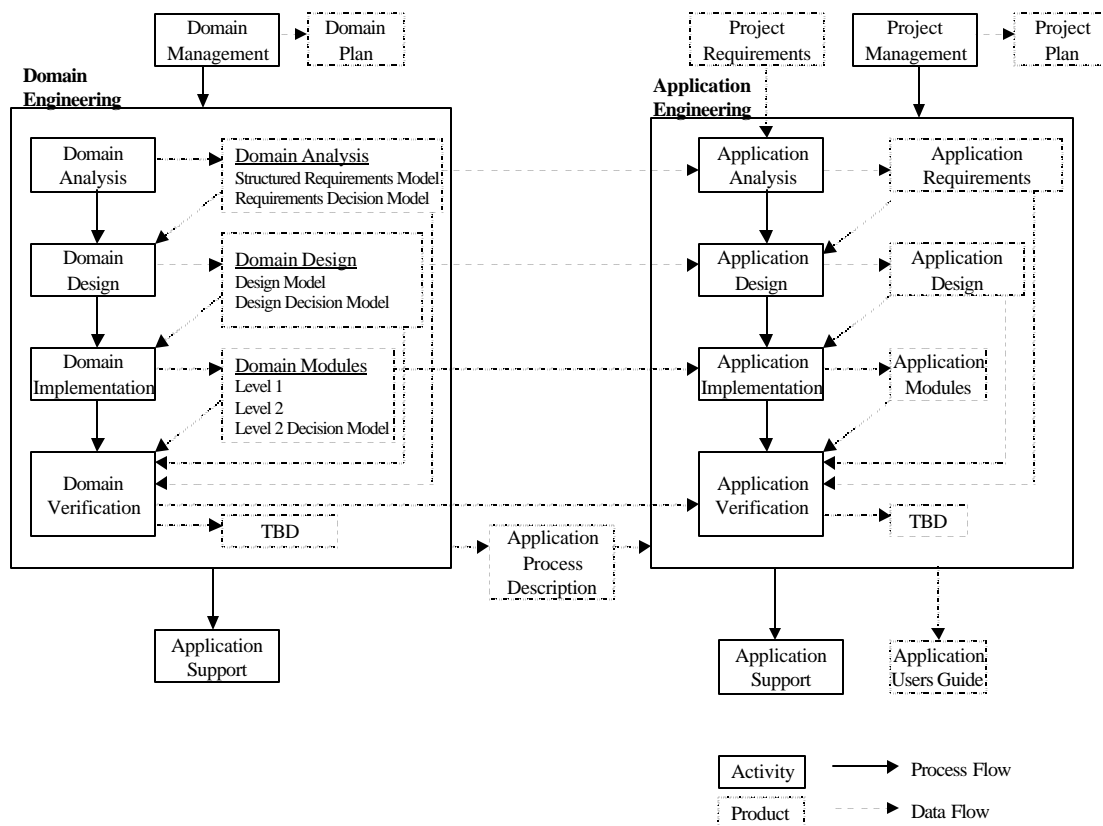 Domain
Management
Domain
Plan
Project
Requirements
Project
Management
Project
Plan
Domain
Engineering
Application
Engineering
Domain
Analysis
Domain Analysis
Structured Requirements Model
Requirements Decision Model
Application
Analysis
Application
Requirements
Domain
Design
Domain Design
Design Model
Design Decision Model
Application
Design
Application
Design
Domain
Implementation
Domain Modules
Level 1
Level 2
Level 2 Decision Model
Application
Implementation
Application
Modules
Domain
Verification
TBD
Application
Verification
TBD
Application
Process
Description
Application
Support
Application
Support
Application
Users Guide
Activity
Process Flow
Product
Data Flow